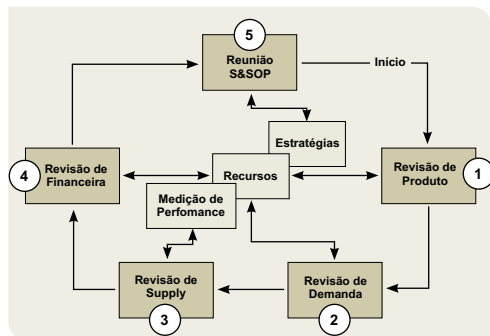 5
Reunião
S&SOP
Início
Estratégias
4
Revisão de
Financeira
Recursos
Revisão de
Produto
1
Medição de
Perfomance
Revisão de
Supply
3
Revisão de
Demanda
2